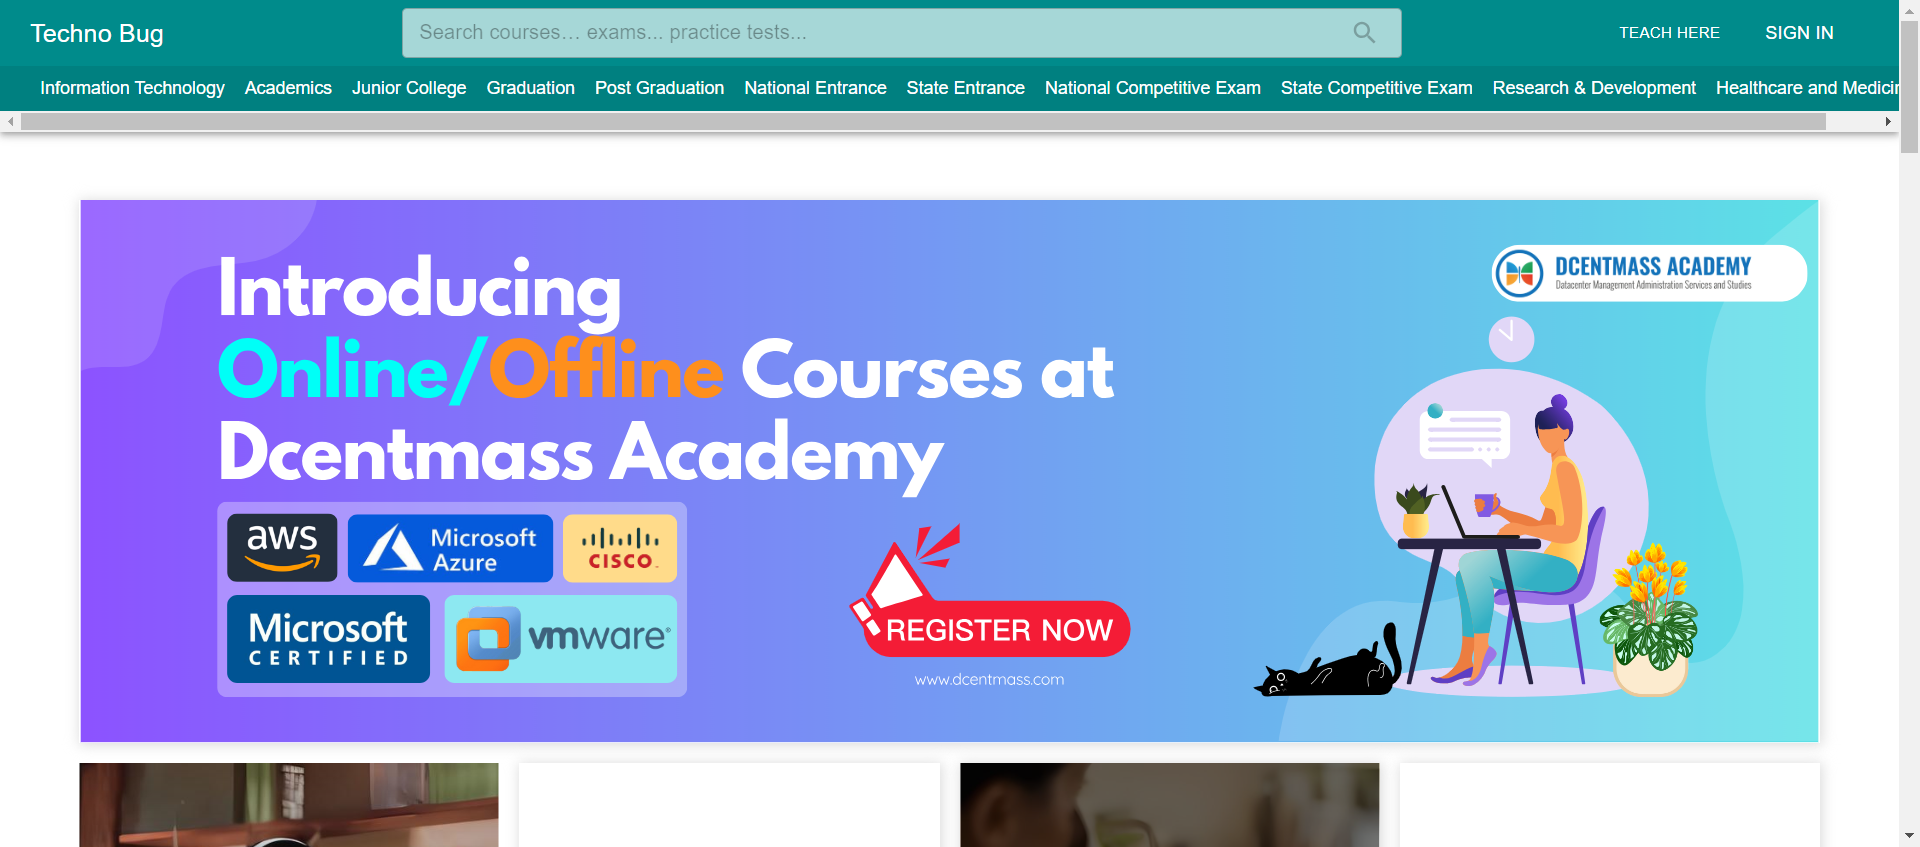 Techno Bug
Search courses… exams... practice tests...
TEACH HERE
SIGN IN
Information Technology Academics Junior College Graduation Post Graduation National Entrance State Entrance National Competitive Exam State Competitive Exam Research & Development Healthcare and Medicin
Introducing
Online/Offline Courses at
Dcentmass Academy
DCENTMASS ACADEMY
Datacenter Management Administration Services and Studies
aws
Microsoft
Azure
CISCO
Microsoft
CERTIFIED
vmware®
REGISTER NOW
www.dcentmass.com